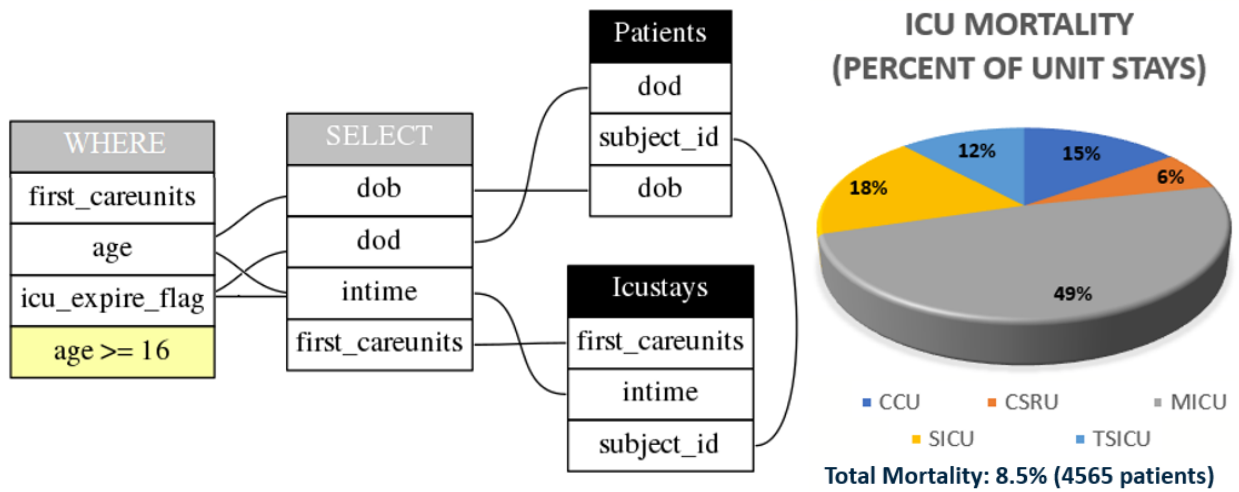 WHERE
first_careunits
age
icu_expire_flag
age >= 16
SELECT
dob
dod
intime
first_careunits
Patients
dod
subject_id
dob
Icustays
first_careunits
intime
subject_id
ICU MORTALITY
(PERCENT OF UNIT STAYS)
12%
15%
6%
18%
49%
CCU
CSRU
MICU
SICU
TSICU
Total Mortality: 8.5% (4565 patients)